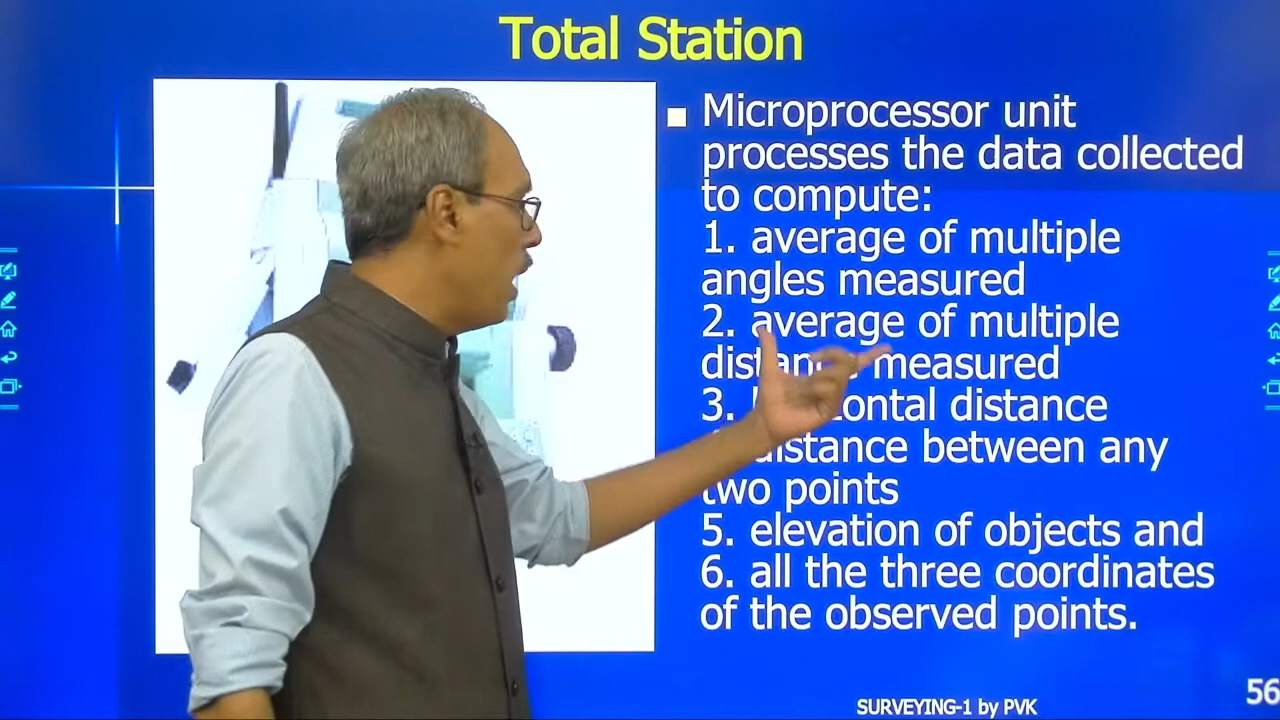 Total Station
Microprocessor unit
processes the data collected
to compute:
1. average of multiple
angles measured
2. average of multiple
measured
3. distance
distance between any
two points
5. elevation of objects and
6. all the three coordinates
of the observed points.
SURVEYING-1 by PVK
56